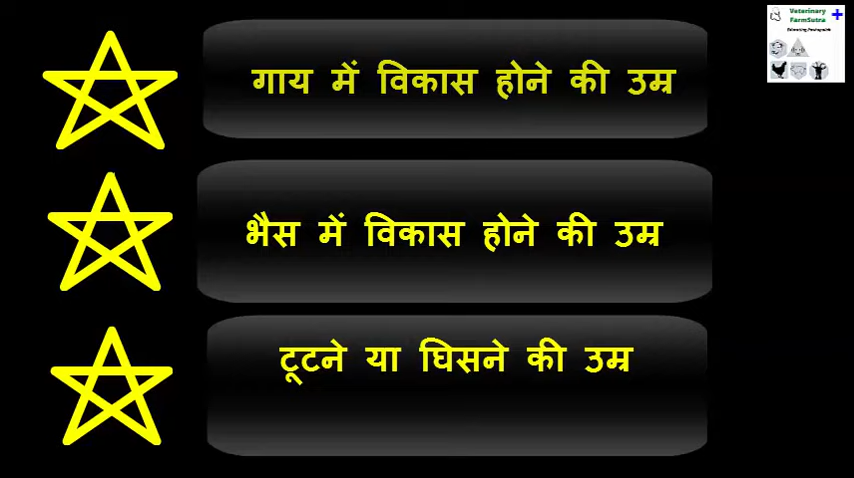 Veterinary
FarmSutra
गाय में विकास होने की उम्र
भैस में विकास होने की उम्र
टूटने या घिसने की उम्र